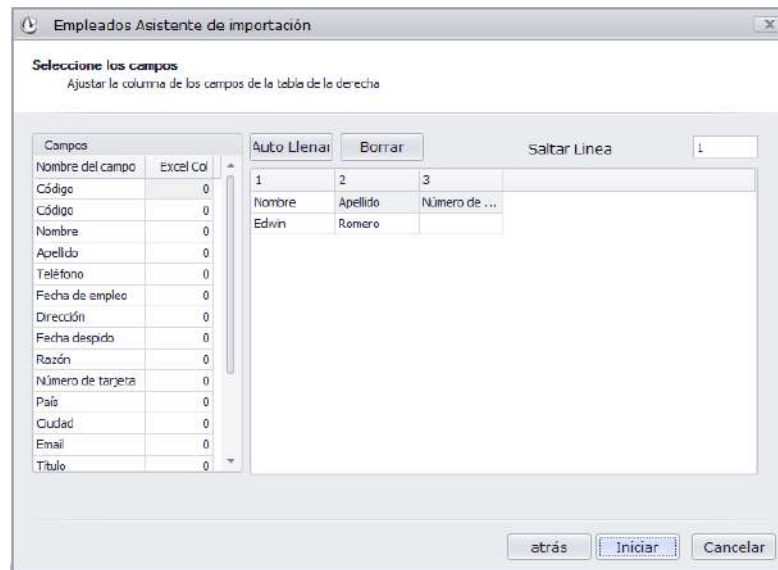 Empleados Asistente de importación
Seleccione los campos
Ajustar la columna de los campos de la tabla de la derecha
Campos
Nombre del campo Excel Col
Código 0
Código 0
Nombre 0
Apellido 0
Teléfono 0
Fecha de empleo 0
Dirección 0
Fecha despido 0
Razón 0
Número de tarjeta 0
País 0
Ciudad 0
Email 0
Título 0
Auto Llenar Borrar Saltar Linea 1
1 2 3
Nombre Apellido Número de ...
Edwin Romero
atrás Iniciar Cancelar